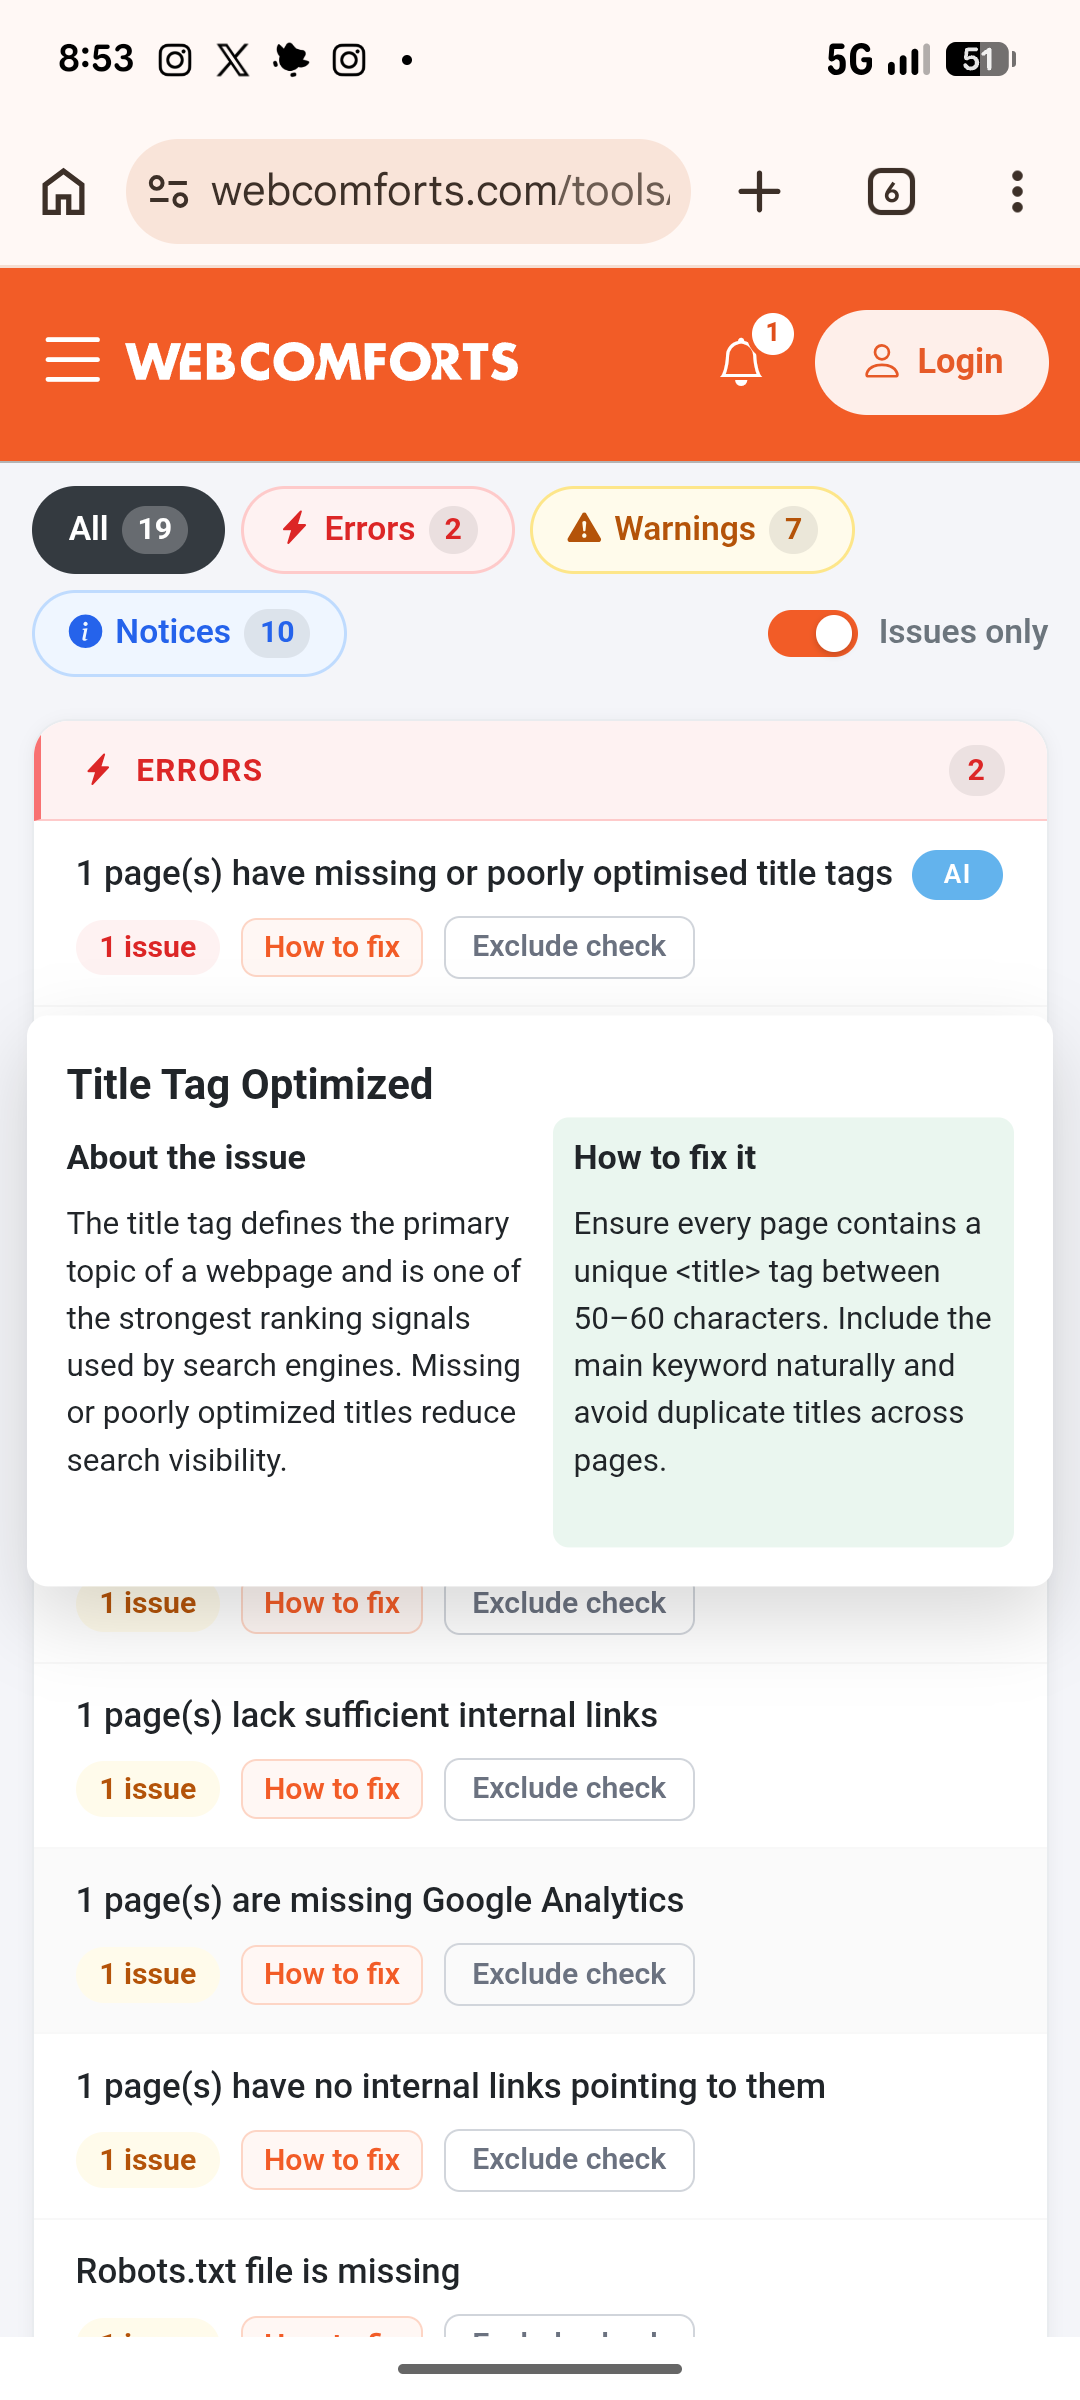 8:53
5G
51
webcomforts.com/tools/
6
WEBCOMFORTS
1
Login
All 19
Errors 2
Warnings 7
Notices 10
Issues only
ERRORS
2
1 page(s) have missing or poorly optimised title tags
AI
1 issue
How to fix
Exclude check
Title Tag Optimized
About the issue
The title tag defines the primary
topic of a webpage and is one of
the strongest ranking signals
used by search engines. Missing
or poorly optimized titles reduce
search visibility.
How to fix it
Ensure every page contains a
unique <title> tag between
50–60 characters. Include the
main keyword naturally and
avoid duplicate titles across
pages.
1 issue
How to fix
Exclude check
1 page(s) lack sufficient internal links
1 issue
How to fix
Exclude check
1 page(s) are missing Google Analytics
1 issue
How to fix
Exclude check
1 page(s) have no internal links pointing to them
1 issue
How to fix
Exclude check
Robots.txt file is missing